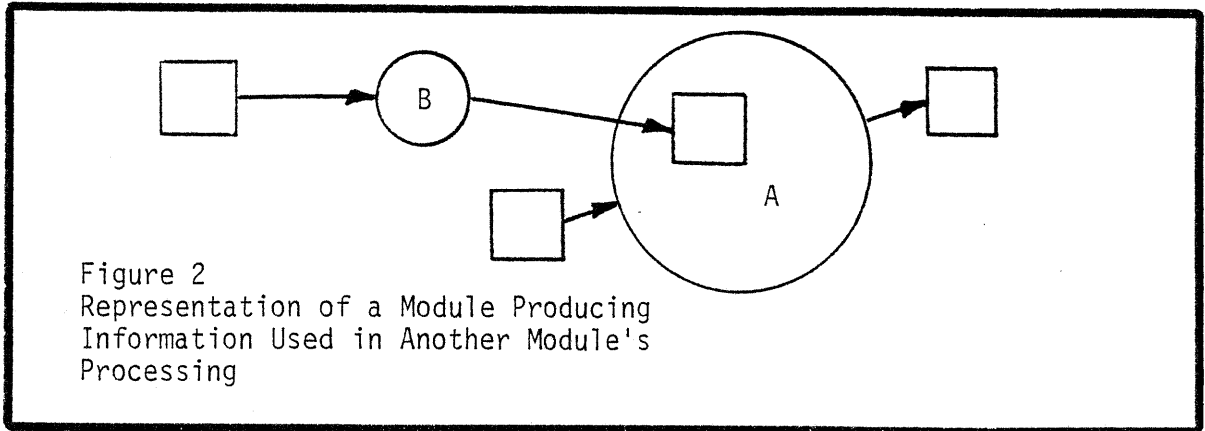 B
A
Figure 2
Representation of a Module Producing
Information Used in Another Module's
Processing